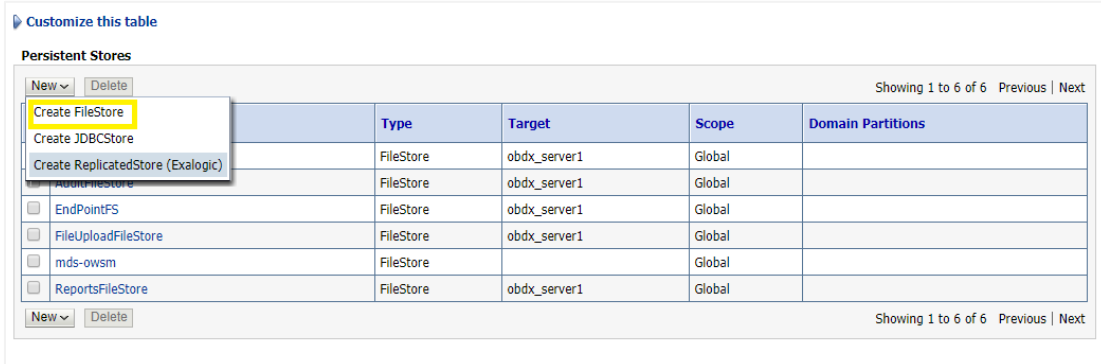 Customize this table
Persistent Stores
New Delete Showing 1 to 6 of 6 Previous | Next
Create FileStore
Create JDBCStore
Create ReplicatedStore (Exalogic)
Type Target Scope Domain Partitions
FileStore obdx_server1 Global
AuditFileStore FileStore obdx_server1 Global
EndPointFS FileStore obdx_server1 Global
FileUploadFileStore FileStore obdx_server1 Global
mds-owsm FileStore Global
ReportsFileStore FileStore obdx_server1 Global
New Delete Showing 1 to 6 of 6 Previous | Next